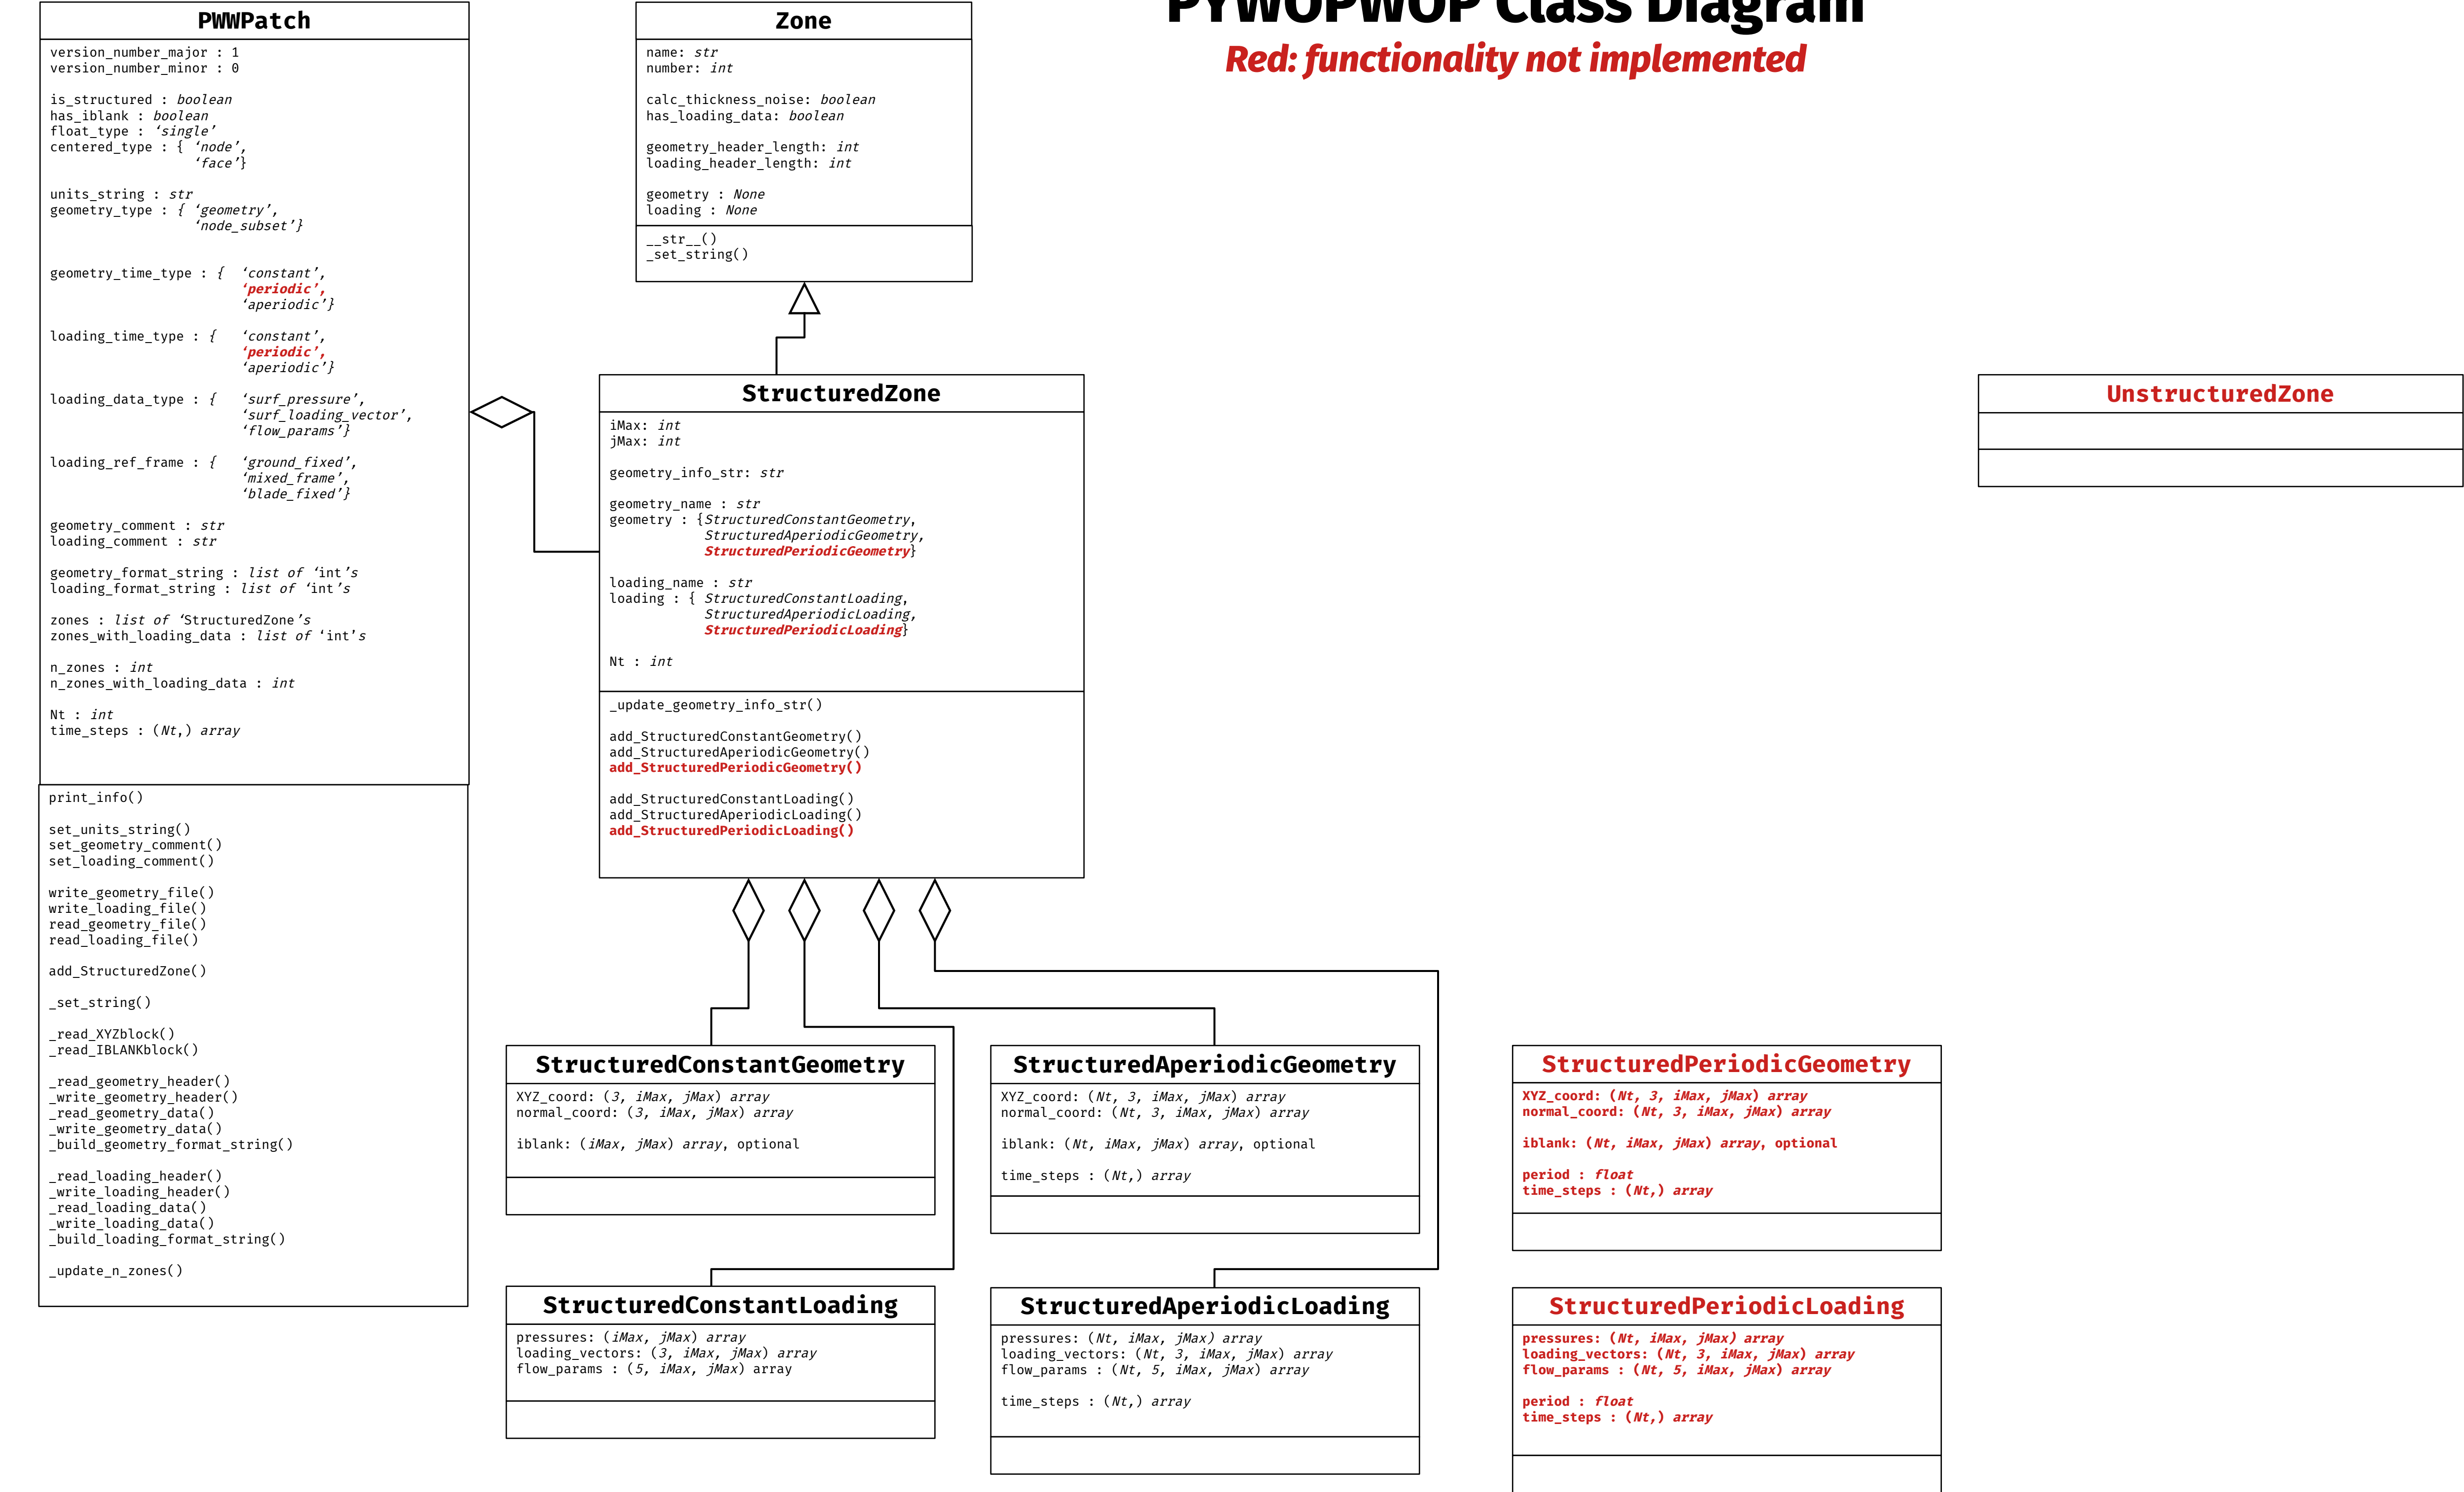 PYWOPWOP Class Diagram
Red: functionality not implemented
PWWPatch
version_number_major : 1
version_number_minor : 0
is_structured : boolean
has_iblank : boolean
float_type : ‘single’
centered_type : { ‘node’,
‘face’}
units_string : str
geometry_type : { ‘geometry’,
‘node_subset’}
geometry_time_type : { ‘constant’,
‘periodic’,
‘aperiodic’}
loading_time_type : { ‘constant’,
‘periodic’,
‘aperiodic’}
loading_data_type : { ‘surf_pressure’,
‘surf_loading_vector’,
‘flow_params’}
loading_ref_frame : { ‘ground_fixed’,
‘mixed_frame’,
‘blade_fixed’}
geometry_comment : str
loading_comment : str
geometry_format_string : list of ‘int’s
loading_format_string : list of ‘int’s
zones : list of ‘StructuredZone’s
zones_with_loading_data : list of ‘int’s
n_zones : int
n_zones_with_loading_data : int
Nt : int
time_steps : (Nt,) array
print_info()
set_units_string()
set_geometry_comment()
set_loading_comment()
write_geometry_file()
write_loading_file()
read_geometry_file()
read_loading_file()
add_StructuredZone()
_set_string()
_read_XYZblock()
_read_IBLANKblock()
_read_geometry_header()
_write_geometry_header()
_read_geometry_data()
_write_geometry_data()
_build_geometry_format_string()
_read_loading_header()
_write_loading_header()
_read_loading_data()
_write_loading_data()
_build_loading_format_string()
_update_n_zones()
Zone
name: str
number: int
calc_thickness_noise: boolean
has_loading_data: boolean
geometry_header_length: int
loading_header_length: int
geometry : None
loading : None
__str__()
_set_string()
StructuredZone
iMax: int
jMax: int
geometry_info_str: str
geometry_name : str
geometry : {StructuredConstantGeometry,
StructuredAperiodicGeometry,
StructuredPeriodicGeometry}
loading_name : str
loading : { StructuredConstantLoading,
StructuredAperiodicLoading,
StructuredPeriodicLoading}
Nt : int
_update_geometry_info_str()
add_StructuredConstantGeometry()
add_StructuredAperiodicGeometry()
add_StructuredPeriodicGeometry()
add_StructuredConstantLoading()
add_StructuredAperiodicLoading()
add_StructuredPeriodicLoading()
UnstructuredZone
StructuredConstantGeometry
XYZ_coord: (3, iMax, jMax) array
normal_coord: (3, iMax, jMax) array
iblank: (iMax, jMax) array, optional
StructuredAperiodicGeometry
XYZ_coord: (Nt, 3, iMax, jMax) array
normal_coord: (Nt, 3, iMax, jMax) array
iblank: (Nt, iMax, jMax) array, optional
time_steps : (Nt,) array
StructuredPeriodicGeometry
XYZ_coord: (Nt, 3, iMax, jMax) array
normal_coord: (Nt, 3, iMax, jMax) array
iblank: (Nt, iMax, jMax) array, optional
period : float
time_steps : (Nt,) array
StructuredConstantLoading
pressures: (iMax, jMax) array
loading_vectors: (3, iMax, jMax) array
flow_params : (5, iMax, jMax) array
StructuredAperiodicLoading
pressures: (Nt, iMax, jMax) array
loading_vectors: (Nt, 3, iMax, jMax) array
flow_params : (Nt, 5, iMax, jMax) array
time_steps : (Nt,) array
StructuredPeriodicLoading
pressures: (Nt, iMax, jMax) array
loading_vectors: (Nt, 3, iMax, jMax) array
flow_params : (Nt, 5, iMax, jMax) array
period : float
time_steps : (Nt,) array